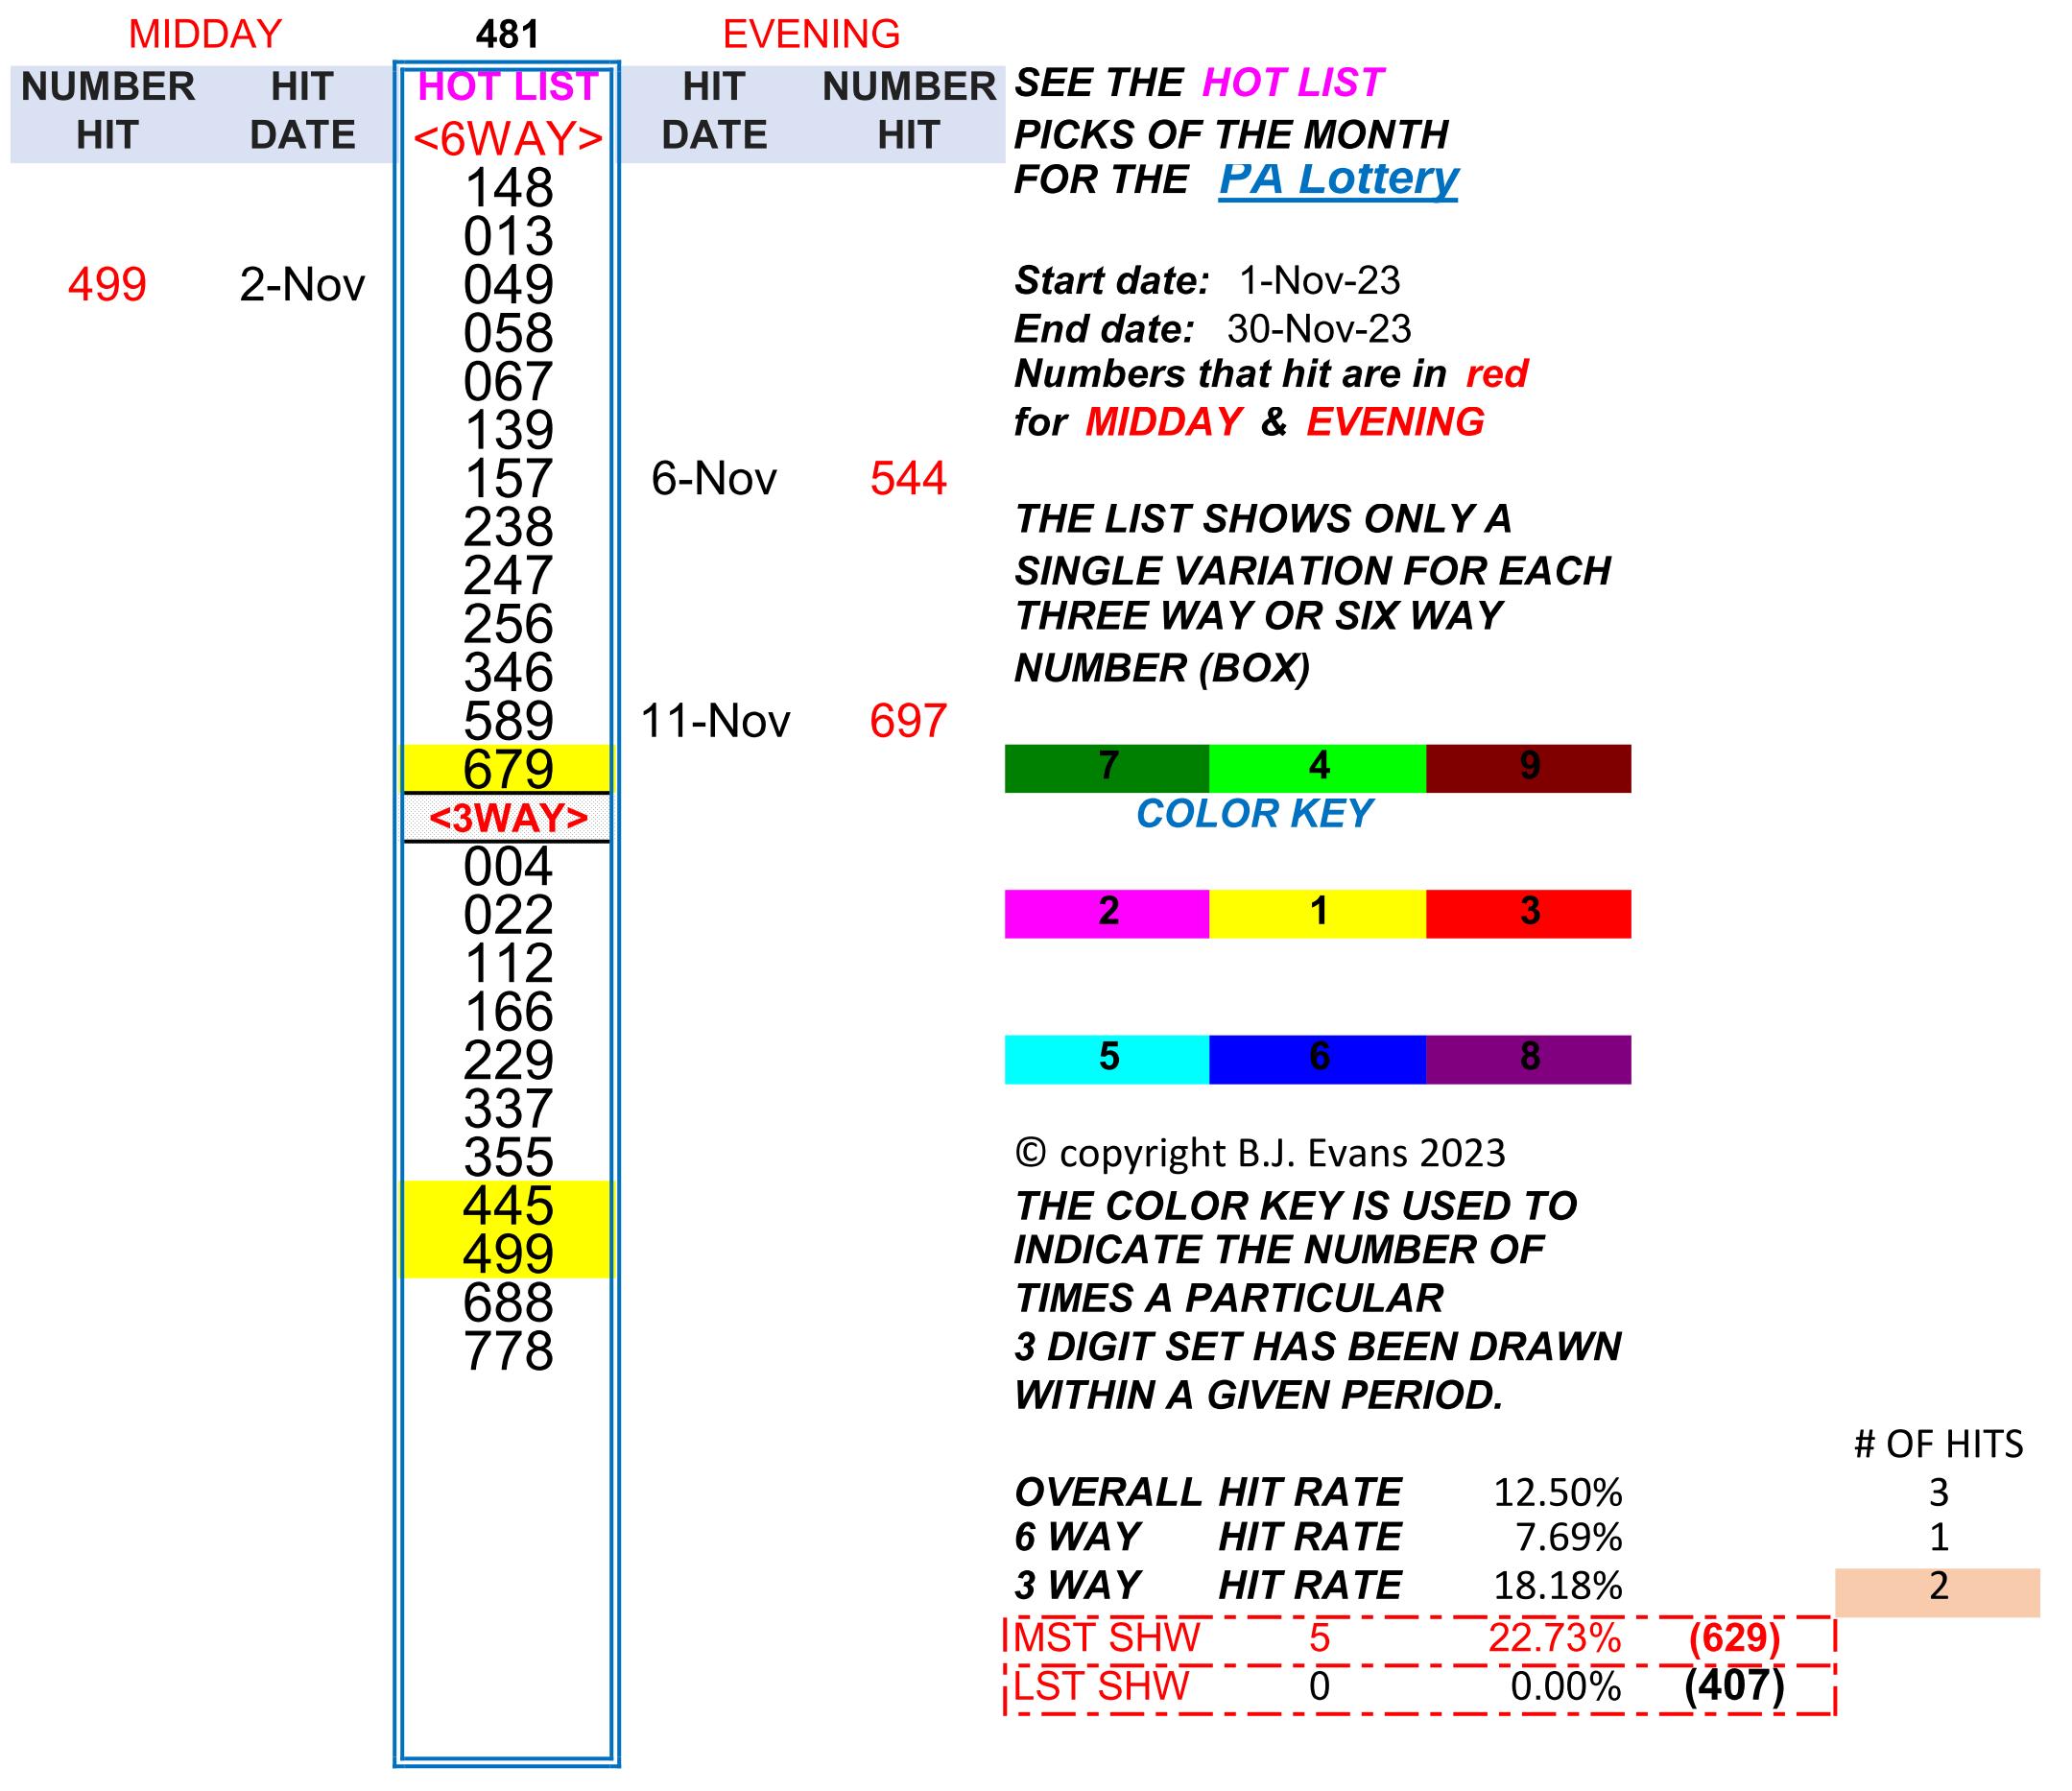 MIDDAY 481 EVENING
NUMBER HIT HOT LIST HIT NUMBER SEE THE HOT LIST
HIT DATE <6WAY> DATE HIT PICKS OF THE MONTH
148 FOR THE PA Lottery
013
499 2-Nov 049 Start date: 1-Nov-23
058 End date: 30-Nov-23
067 Numbers that hit are in red
139 for MIDDAY & EVENING
157 6-Nov 544
238 THE LIST SHOWS ONLY A
247 SINGLE VARIATION FOR EACH
256 THREE WAY OR SIX WAY
346 NUMBER (BOX)
589 11-Nov 697
679 7 4 9
<3WAY> COLOR KEY
004
022 2 1 3
112
166
229 5 6 8
337
355 © copyright B.J. Evans 2023
445 THE COLOR KEY IS USED TO
499 INDICATE THE NUMBER OF
688 TIMES A PARTICULAR
778 3 DIGIT SET HAS BEEN DRAWN
WITHIN A GIVEN PERIOD.
# OF HITS
OVERALL HIT RATE 12.50% 3
6 WAY HIT RATE 7.69% 1
3 WAY HIT RATE 18.18% 2
MST SHW 5 22.73% (629)
LST SHW 0 0.00% (407)